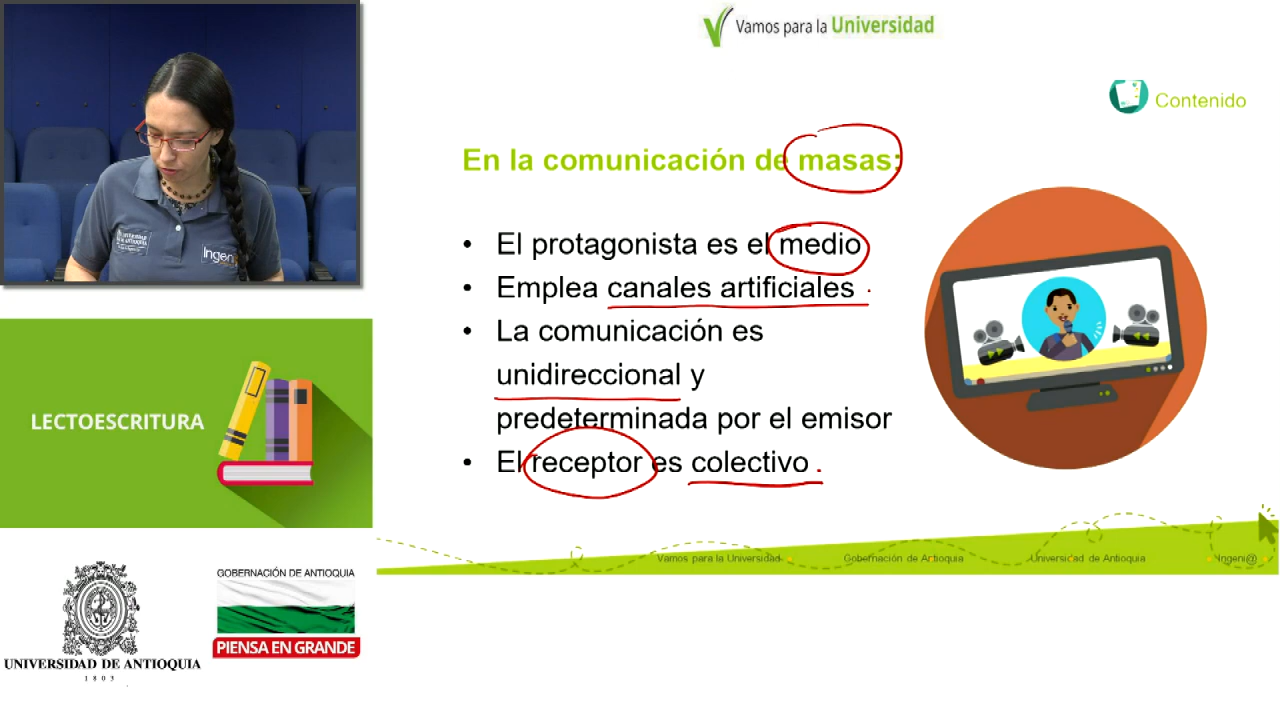 Vamos para la Universidad
Contenido
En la comunicación de masas:
• El protagonista es el medio
• Emplea canales artificiales
• La comunicación es
unidireccional y
predeterminada por el emisor
• El receptor es colectivo
Ingeni
LECTOESCRITURA
Vamos para la Universidad
Gobernación de Antioquia
Universidad de Antioquia
Ingeni@
UNIVERSIDAD DE ANTIOQUIA
1803
GOBERNACIÓN DE ANTIOQUIA
PIENSA EN GRANDE